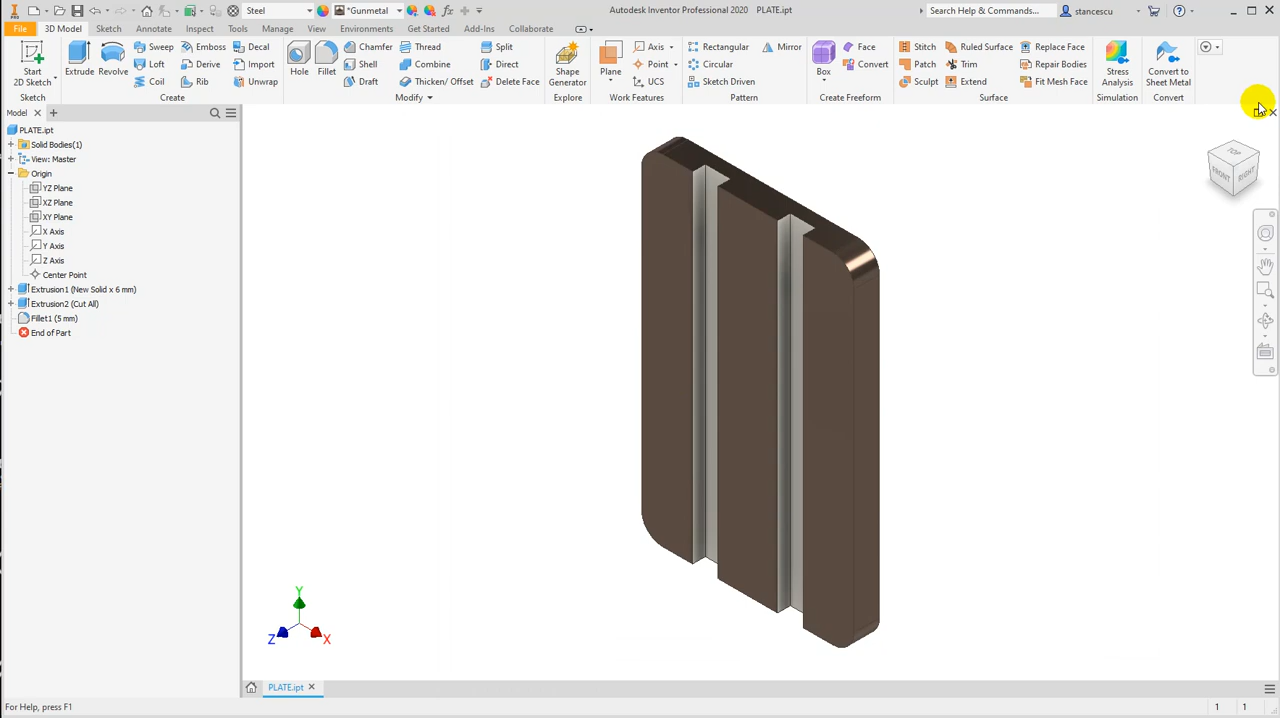 PRO
Steel
*Gunmetal
Autodesk Inventor Professional 2020 PLATE.ipt
Search Help & Commands...
stancescu
File
3D Model
Sketch
Annotate
Inspect
Tools
Manage
View
Environments
Get Started
Add-Ins
Collaborate
Start
2D Sketch
Sketch
Extrude
Revolve
Sweep
Emboss
Decal
Loft
Derive
Import
Coil
Rib
Unwrap
Create
Hole
Fillet
Chamfer
Thread
Split
Shell
Combine
Direct
Draft
Thicken/ Offset
Delete Face
Modify
Shape
Generator
Explore
Plane
Axis
Point
UCS
Work Features
Rectangular
Mirror
Circular
Sketch Driven
Pattern
Box
Face
Convert
Create Freeform
Stitch
Ruled Surface
Replace Face
Patch
Trim
Repair Bodies
Sculpt
Extend
Fit Mesh Face
Surface
Stress
Analysis
Simulation
Convert to
Sheet Metal
Convert
Model
PLATE.ipt
Solid Bodies(1)
View: Master
Origin
YZ Plane
XZ Plane
XY Plane
X Axis
Y Axis
Z Axis
Center Point
Extrusion1 (New Solid x 6 mm)
Extrusion2 (Cut All)
Fillet1 (5 mm)
End of Part
TOP
FRONT
RIGHT
Y
Z
X
PLATE.ipt
For Help, press F1
1
1